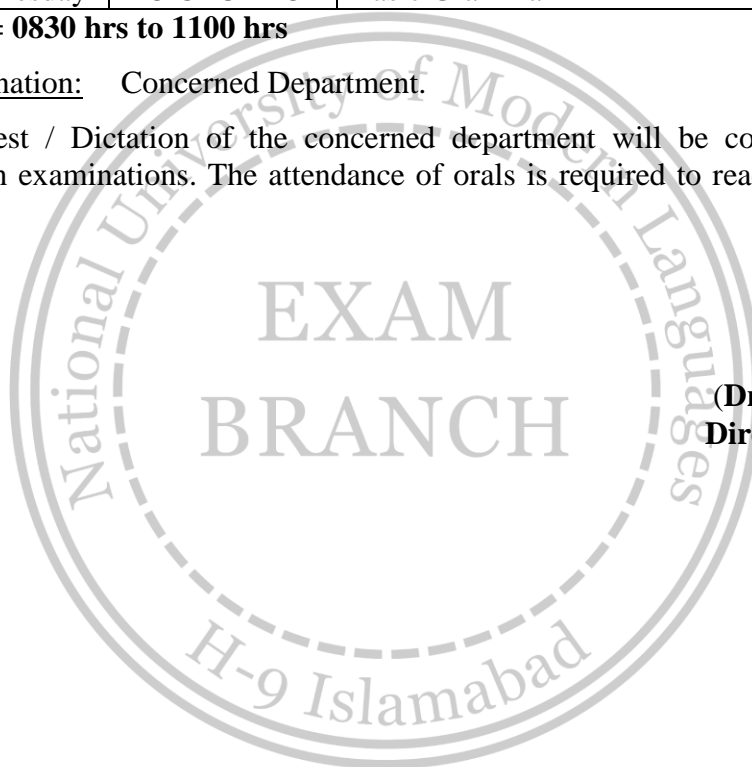 = 0830 hrs to 1100 hrs
nation: Concerned Department.
est / Dictation of the concerned department will be co
n examinations. The attendance of orals is required to rea
National University of Modern Languages
EXAM
BRANCH
(Dr
Dir
H-9 Islamabad